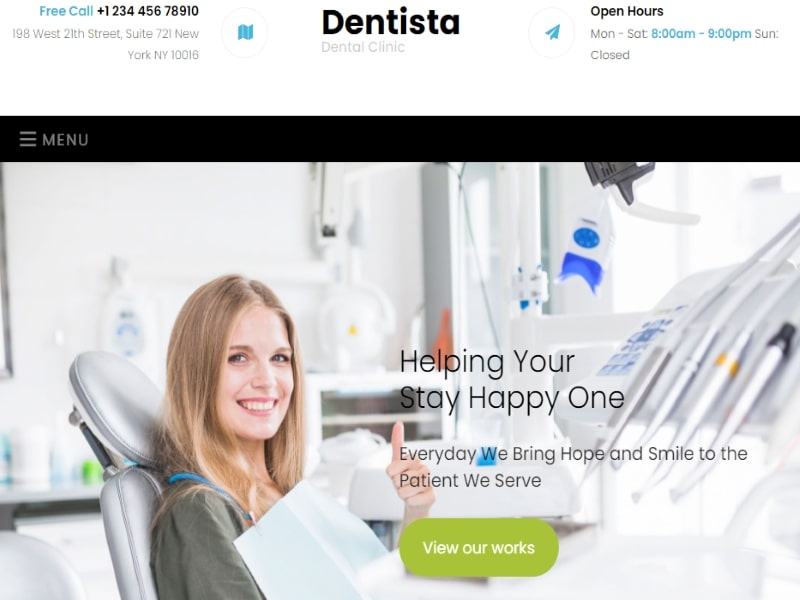 Free Call +1 234 456 78910
198 West 21th Street, Suite 721 New
York NY 10016
Dentista
Dental Clinic
Open Hours
Mon - Sat: 8:00am - 9:00pm Sun:
Closed
MENU
Helping Your
Stay Happy One
Everyday We Bring Hope and Smile to the
Patient We Serve
View our works